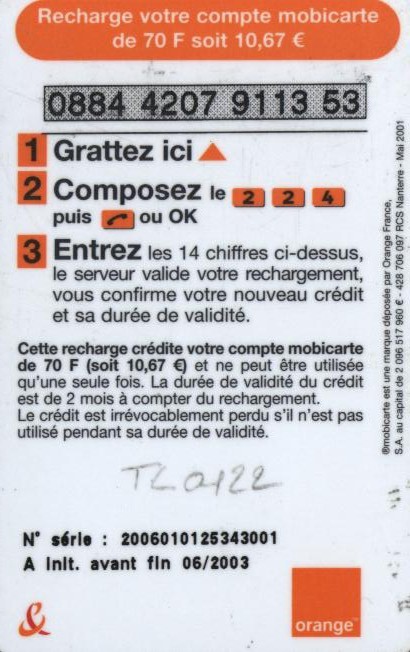 Recharge votre compte mobicarte
de 70 F soit 10,67 €
0884 4207 9113 53
1 Grattez ici
2 Composez le 2 2 4
puis ou OK
3 Entrez les 14 chiffres ci-dessus,
le serveur valide votre rechargement,
vous confirme votre nouveau crédit
et sa durée de validité.
Cette recharge crédite votre compte mobicarte
de 70 F (soit 10,67 €) et ne peut être utilisée
qu'une seule fois. La durée de validité du crédit
est de 2 mois à compter du rechargement.
Le crédit est irrévocablement perdu s'il n'est pas
utilisé pendant sa durée de validité.
N° série : 2006010125343001
A Init. avant fin 06/2003
&
orange™
®mobicarte est une marque déposée par Orange France,
S.A. au capital de 2 096 517 960 € - 428 706 097 RCS Nanterre - Mai 2001